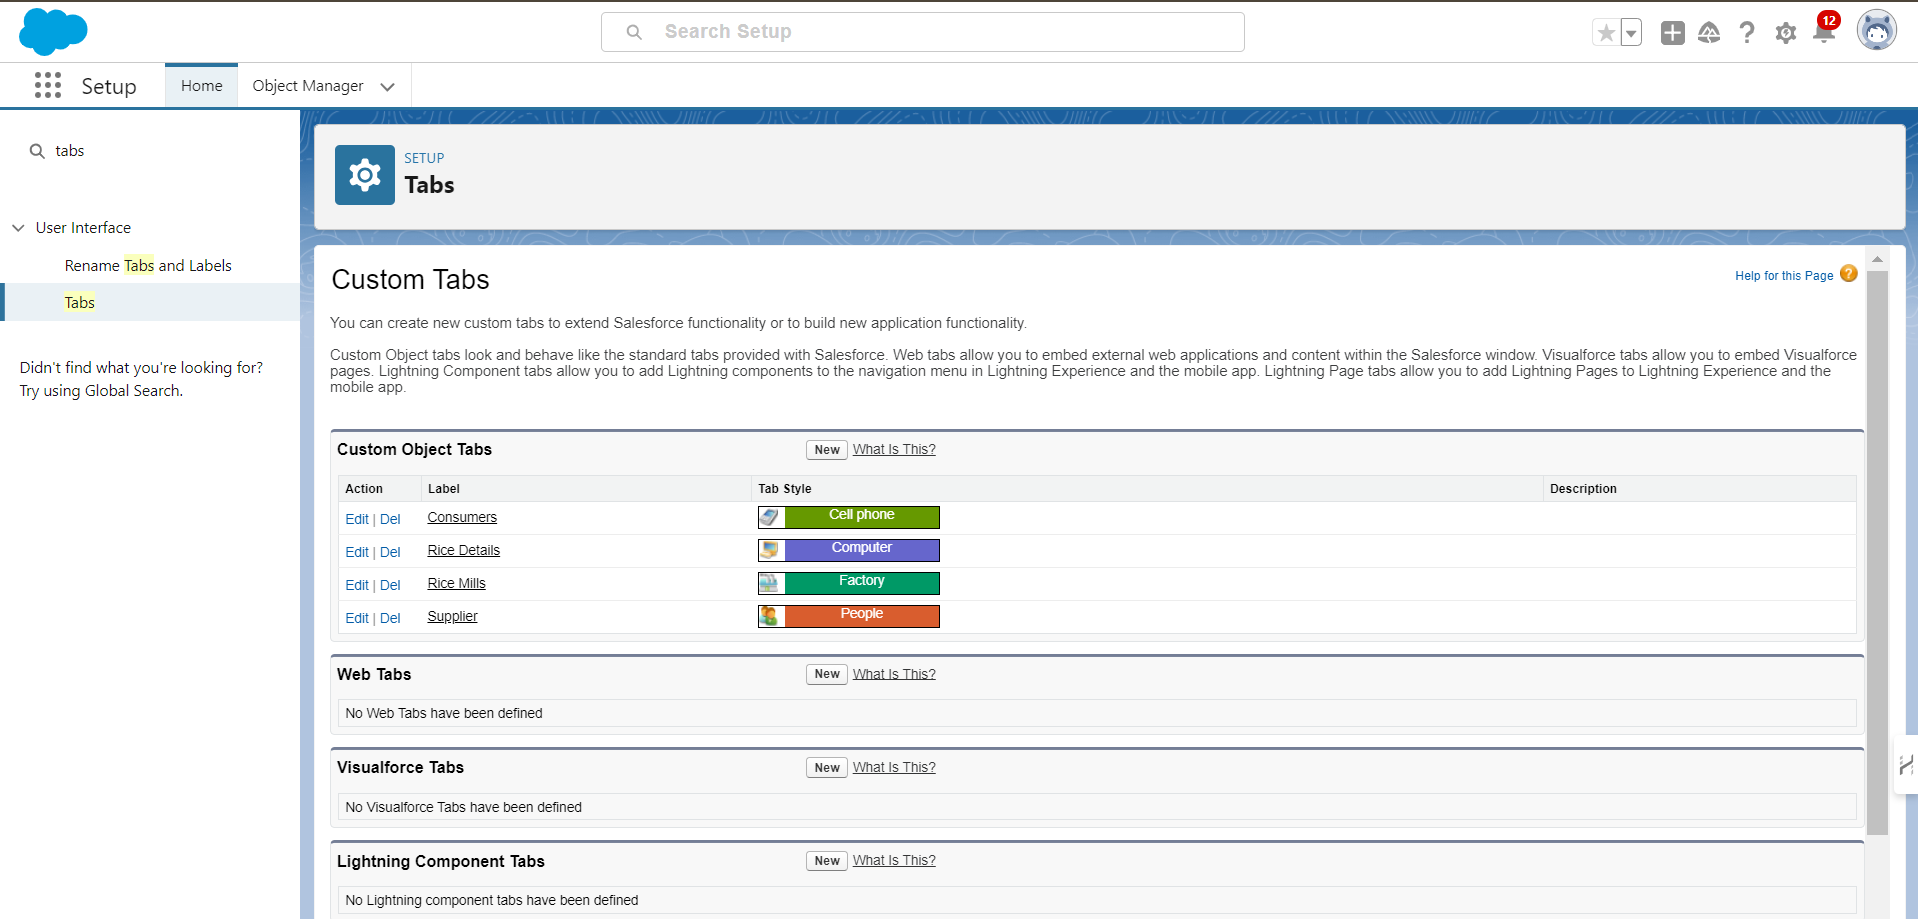 Search Setup
12
Setup
Home
Object Manager
tabs
User Interface
Rename Tabs and Labels
Tabs
Didn't find what you're looking for?
Try using Global Search.
SETUP
Tabs
Custom Tabs
Help for this Page ?
You can create new custom tabs to extend Salesforce functionality or to build new application functionality.
Custom Object tabs look and behave like the standard tabs provided with Salesforce. Web tabs allow you to embed external web applications and content within the Salesforce window. Visualforce tabs allow you to embed Visualforce
pages. Lightning Component tabs allow you to add Lightning components to the navigation menu in Lightning Experience and the mobile app. Lightning Page tabs allow you to add Lightning Pages to Lightning Experience and the
mobile app.
Custom Object Tabs New What Is This?
Action Label Tab Style Description
Edit | Del Consumers Cell phone
Edit | Del Rice Details Computer
Edit | Del Rice Mills Factory
Edit | Del Supplier People
Web Tabs New What Is This?
No Web Tabs have been defined
Visualforce Tabs New What Is This?
No Visualforce Tabs have been defined
Lightning Component Tabs New What Is This?
No Lightning component tabs have been defined